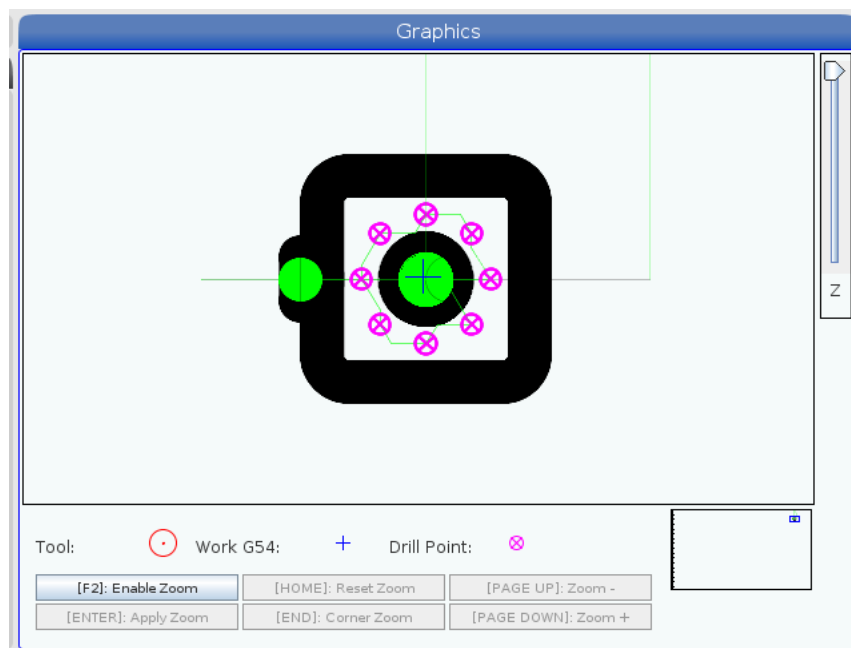 Graphics
Z
Tool: Work G54: Drill Point:
[F2]: Enable Zoom [HOME]: Reset Zoom [PAGE UP]: Zoom -
[ENTER]: Apply Zoom [END]: Corner Zoom [PAGE DOWN]: Zoom +